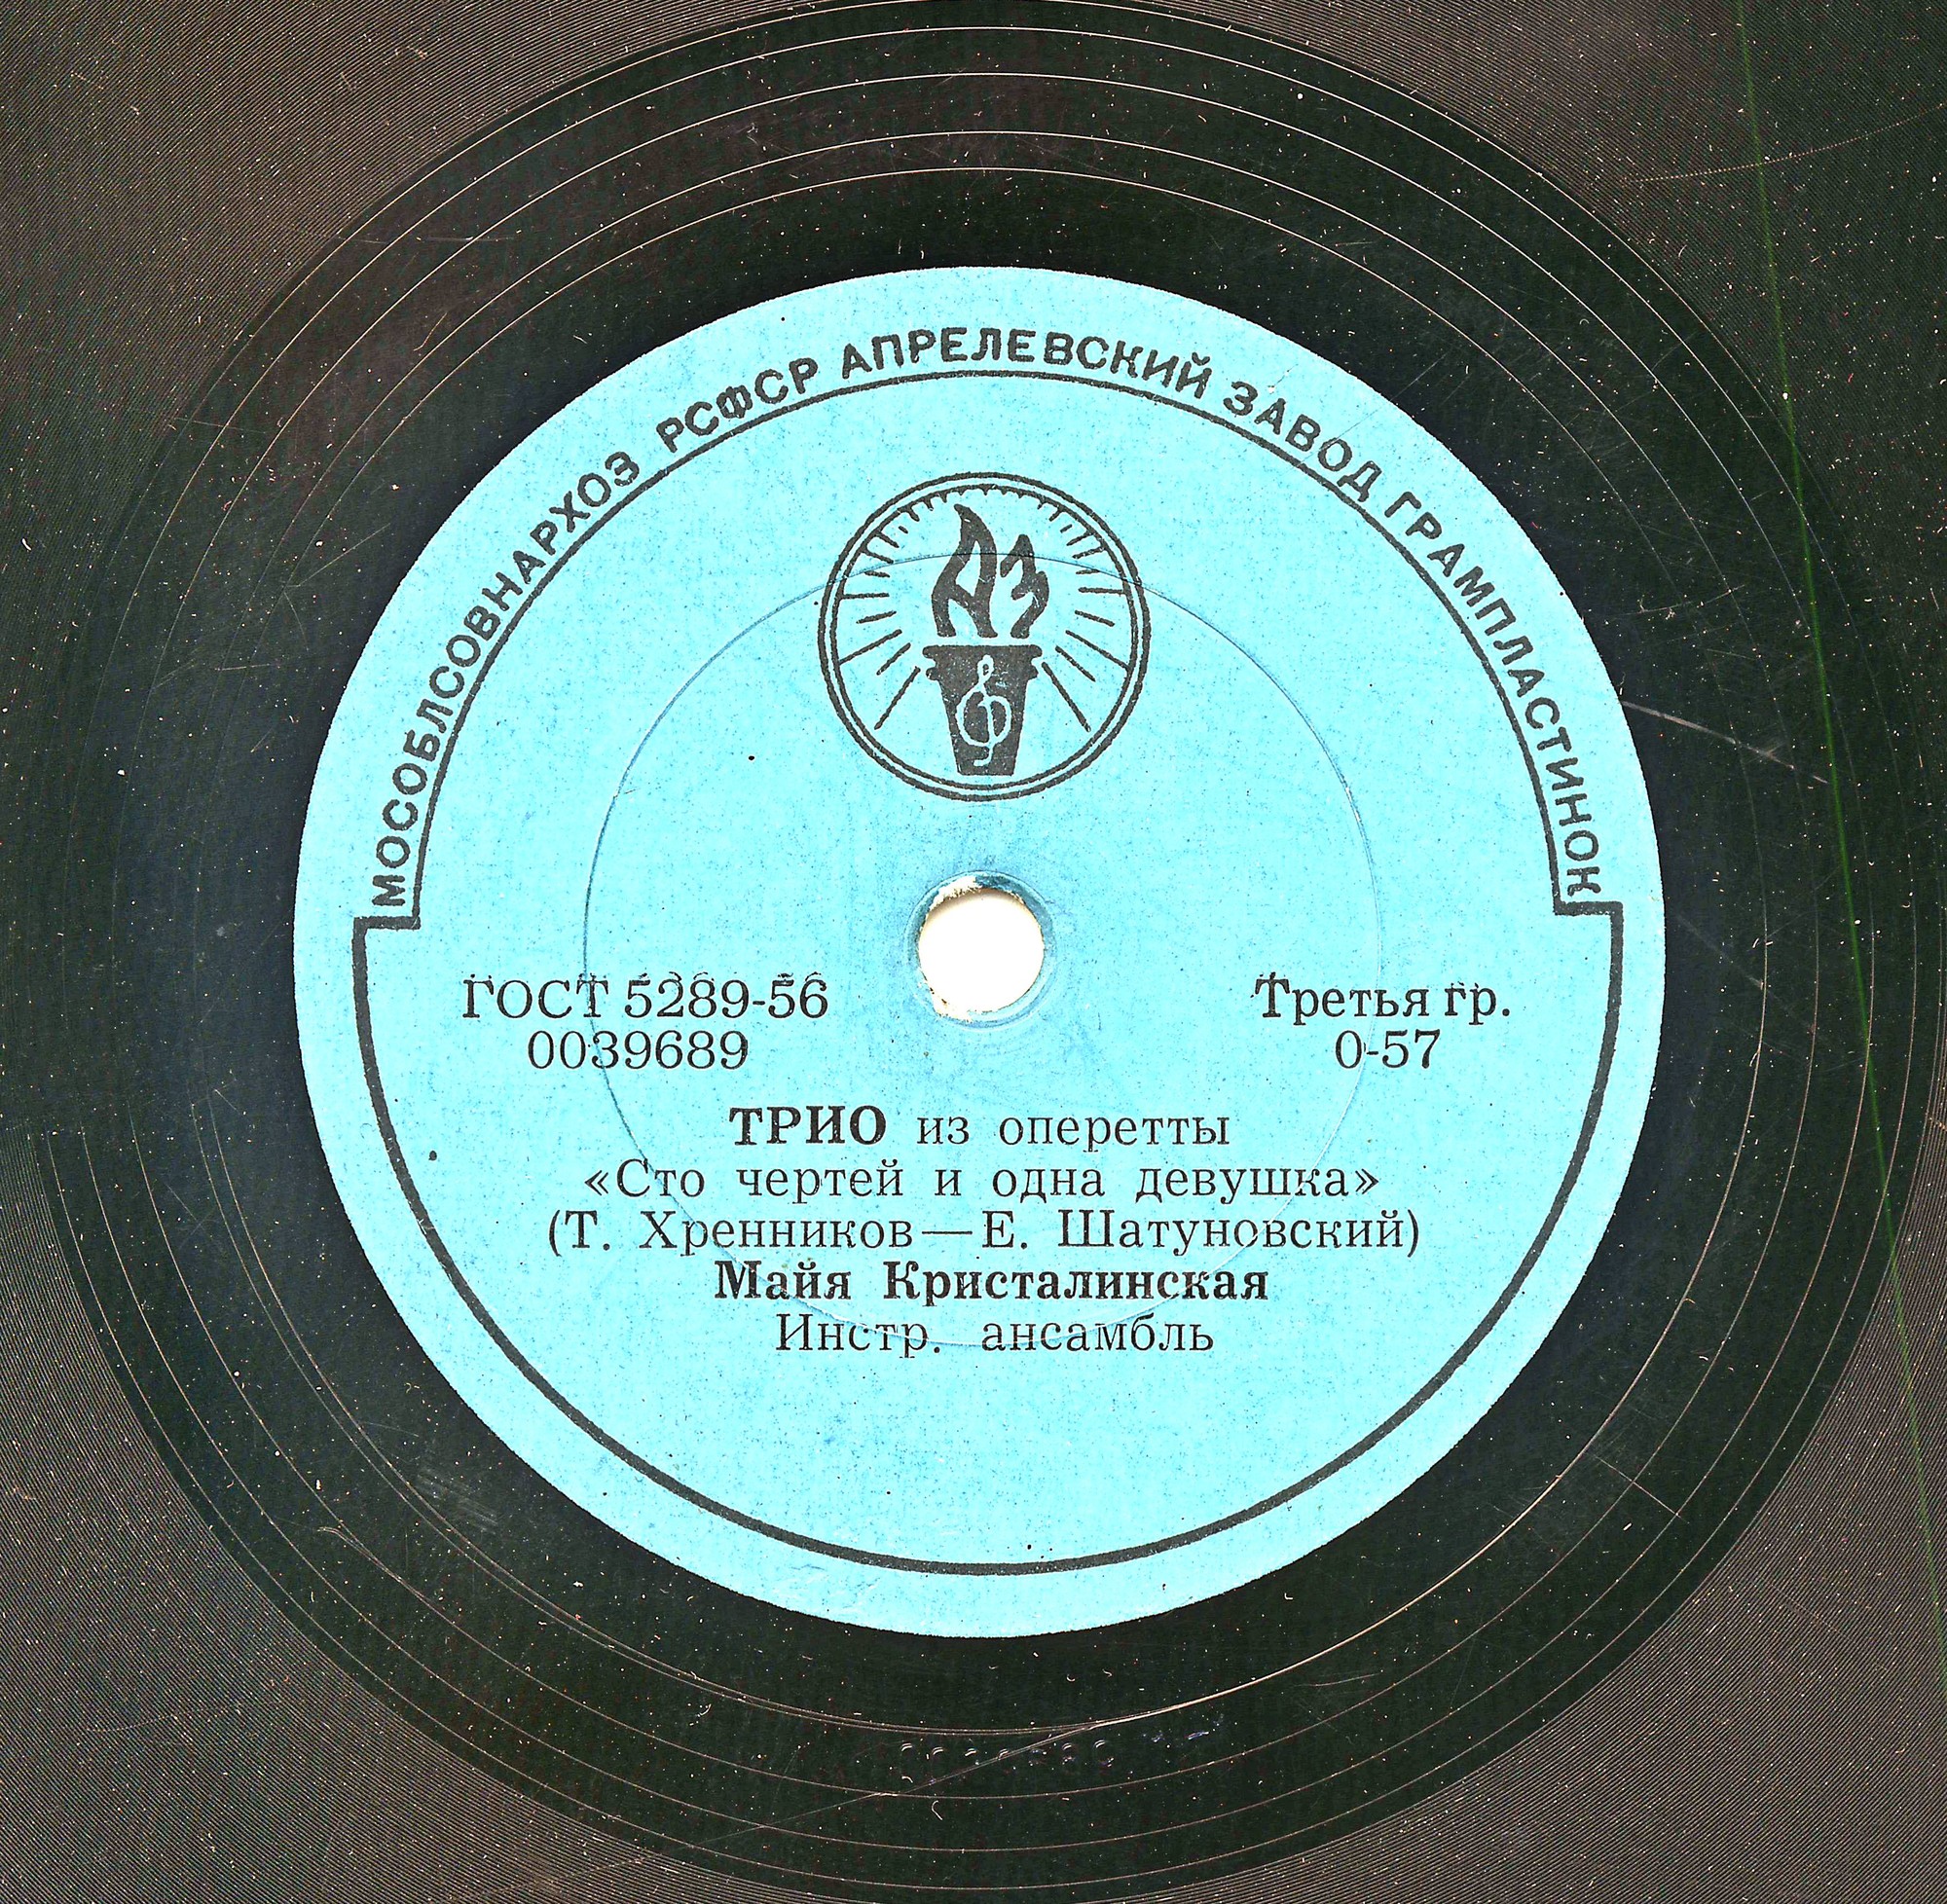 МОСОБЛСОВНАРХОЗ РСФСР АПРЕЛЕВСКИЙ ЗАВОД ГРАМПЛАСТИНОК
АЗ
ГОСТ 5289-56
0039689
Третья гр.
0-57
ТРИО из оперетты
«Сто чертей и одна девушка»
(Т. Хренников—Е. Шатуновский)
Майя Кристалинская
Инстр. ансамбль